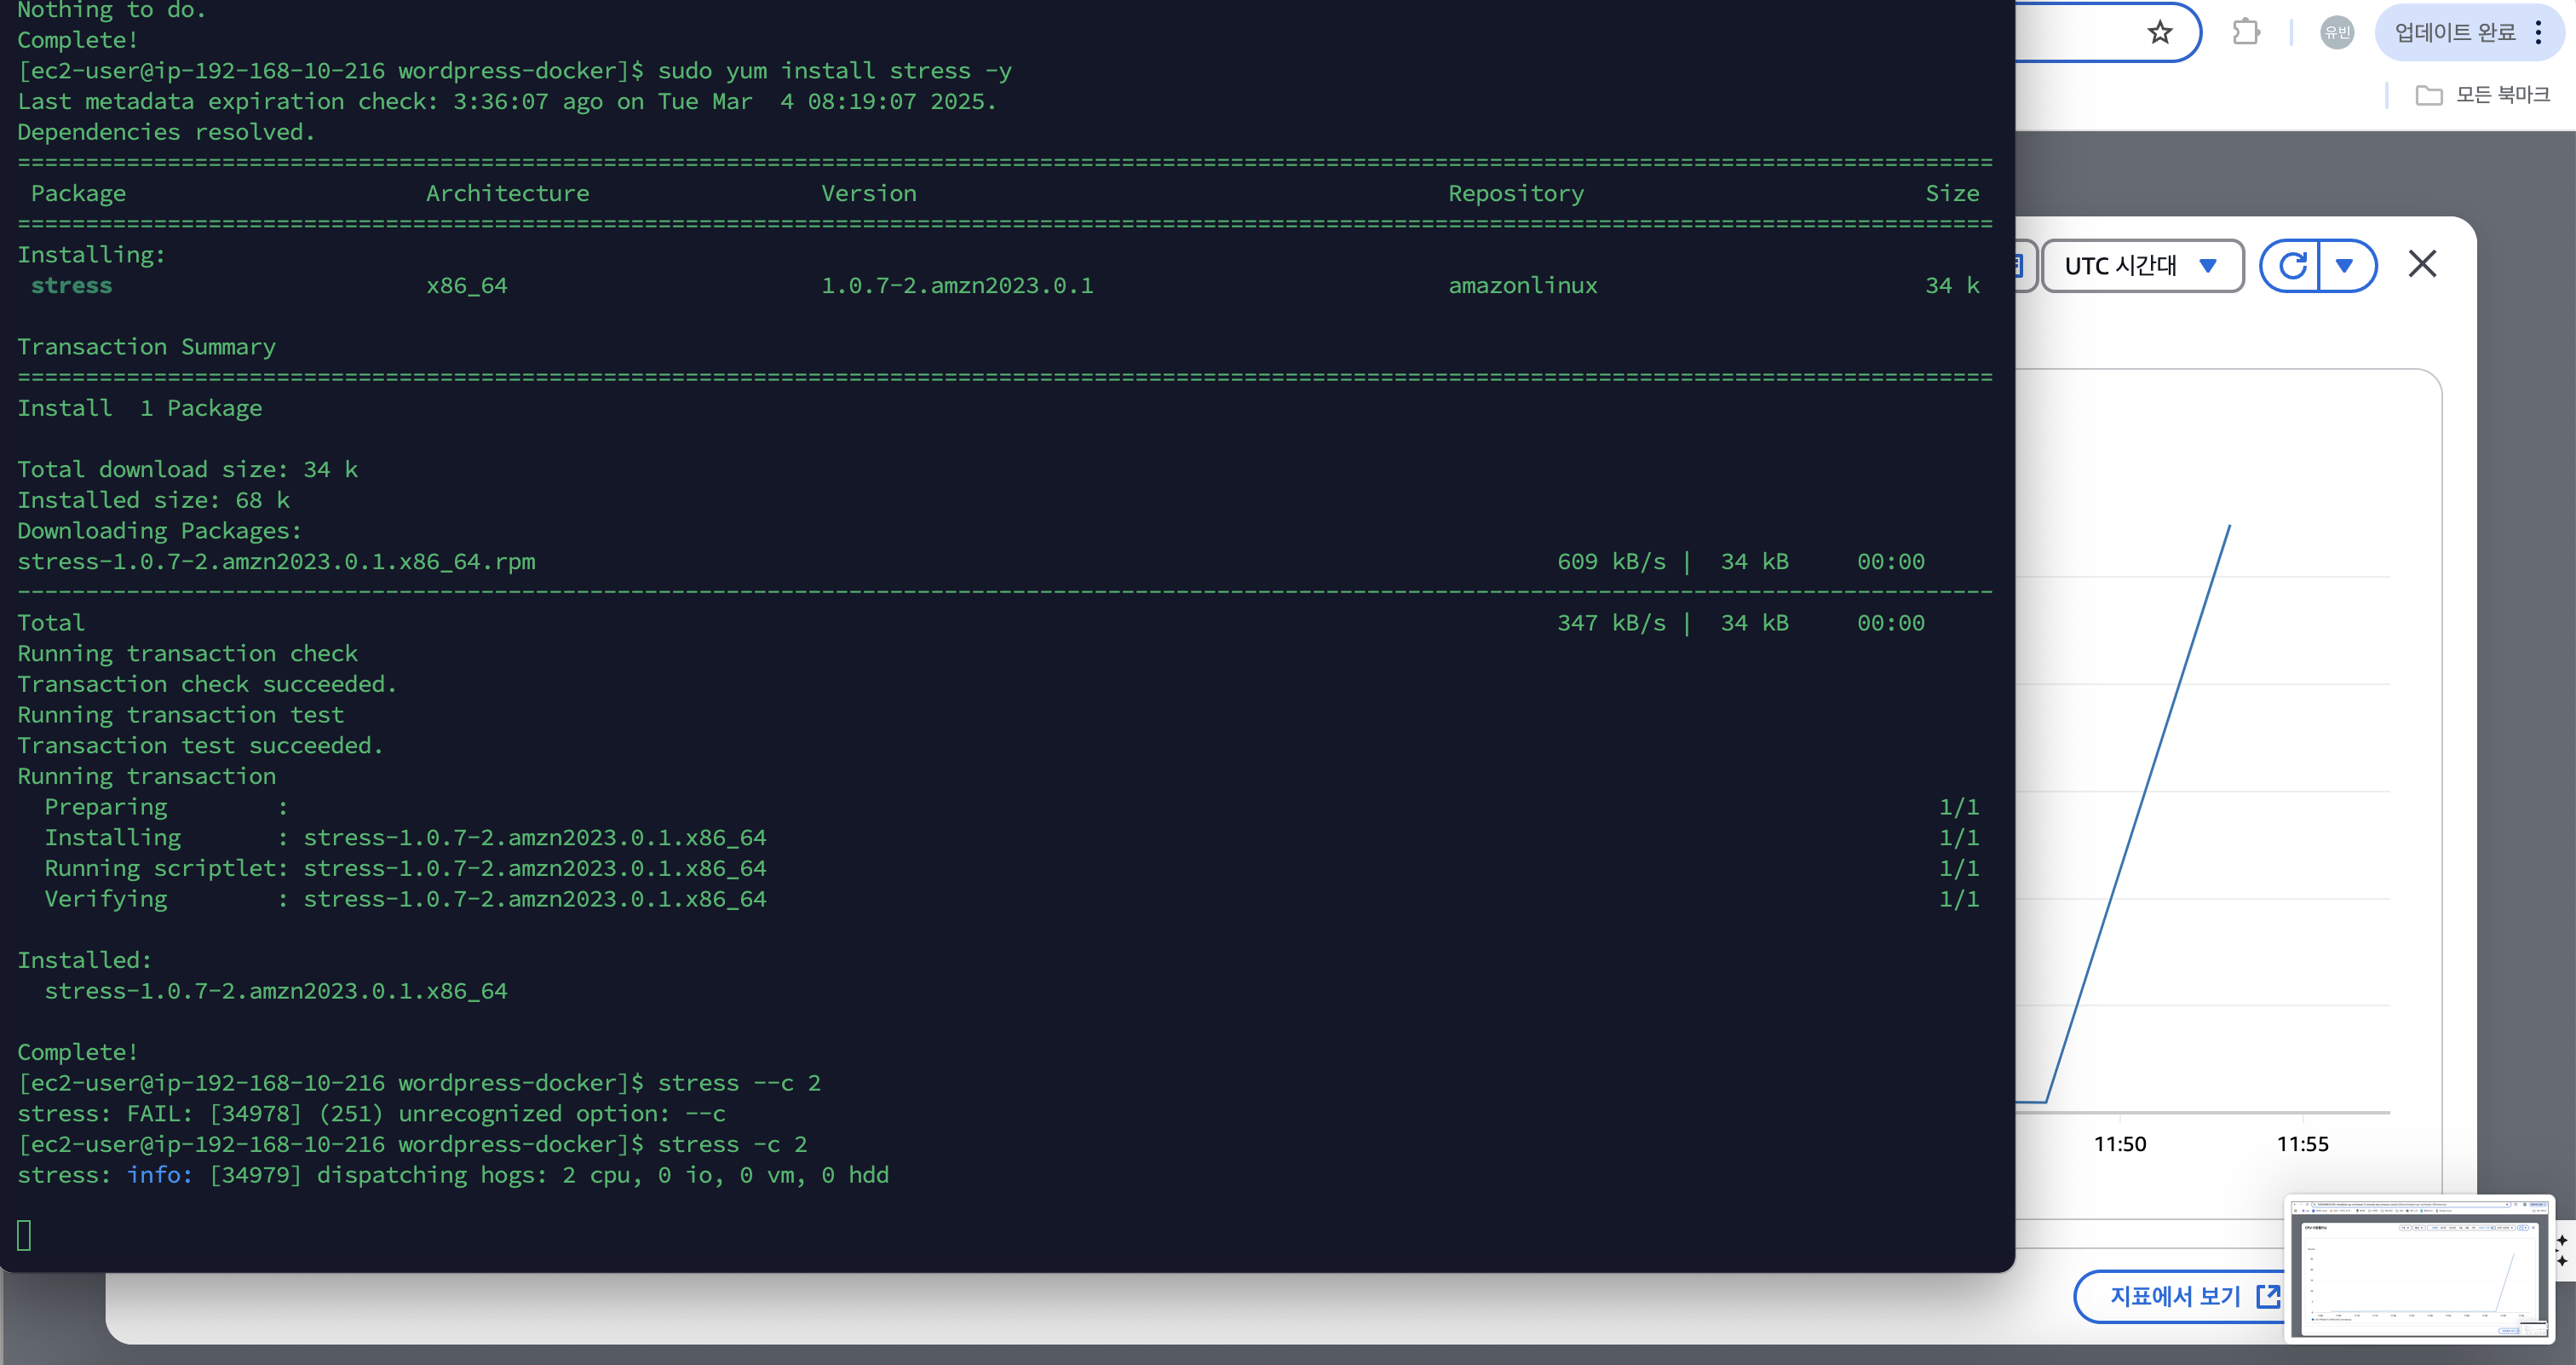 Nothing to do.
Complete!
[ec2-user@ip-192-168-10-216 wordpress-docker]$ sudo yum install stress -y
Last metadata expiration check: 3:36:07 ago on Tue Mar  4 08:19:07 2025.
Dependencies resolved.
Package Architecture Version Repository Size
Installing:
stress x86_64 1.0.7-2.amzn2023.0.1 amazonlinux 34 k
Transaction Summary
Install  1 Package
Total download size: 34 k
Installed size: 68 k
Downloading Packages:
stress-1.0.7-2.amzn2023.0.1.x86_64.rpm 609 kB/s | 34 kB 00:00
Total 347 kB/s | 34 kB 00:00
Running transaction check
Transaction check succeeded.
Running transaction test
Transaction test succeeded.
Running transaction
Preparing : 1/1
Installing : stress-1.0.7-2.amzn2023.0.1.x86_64 1/1
Running scriptlet: stress-1.0.7-2.amzn2023.0.1.x86_64 1/1
Verifying : stress-1.0.7-2.amzn2023.0.1.x86_64 1/1
Installed:
stress-1.0.7-2.amzn2023.0.1.x86_64
Complete!
[ec2-user@ip-192-168-10-216 wordpress-docker]$ stress --c 2
stress: FAIL: [34978] (251) unrecognized option: --c
[ec2-user@ip-192-168-10-216 wordpress-docker]$ stress -c 2
stress: info: [34979] dispatching hogs: 2 cpu, 0 io, 0 vm, 0 hdd
유빈 업데이트 완료
모든 북마크
UTC 시간대
11:50 11:55
지표에서 보기